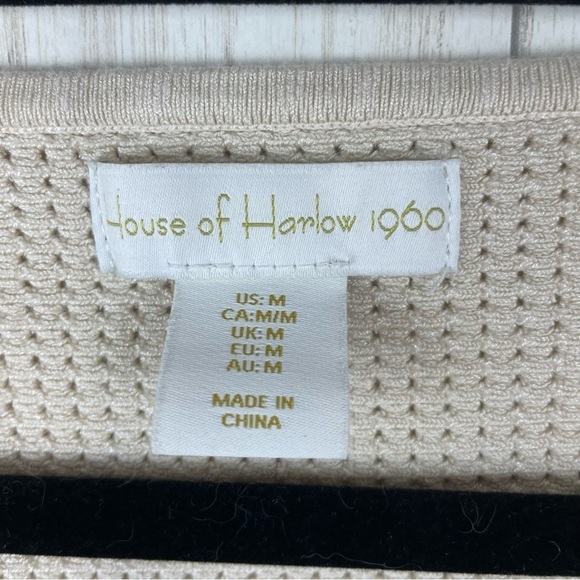 House of Harlow 1960
US: M
CA:M/M
UK: M
EU: M
AU: M
MADE IN
CHINA